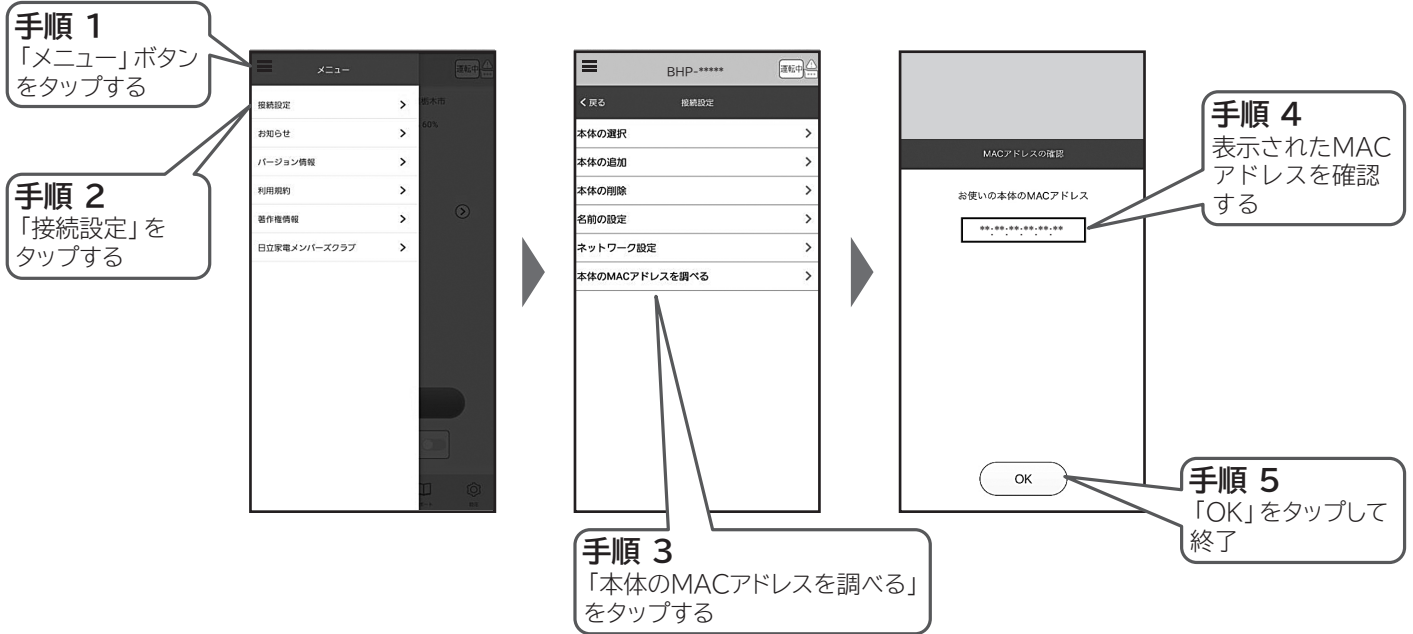 手順 1
「メニュー」ボタン
をタップする
手順 2
「接続設定」を
タップする
メニュー
運転中
接続設定
お知らせ
バージョン情報
利用規約
著作権情報
日立家電メンバーズクラブ
栃木市
60%
BHP-*****
運転中
戻る
接続設定
本体の選択
本体の追加
本体の削除
名前の設定
ネットワーク設定
本体のMACアドレスを調べる
手順 3
「本体のMACアドレスを調べる」
をタップする
MACアドレスの確認
お使いの本体のMACアドレス
**:**:**:**:**:**
OK
手順 4
表示されたMAC
アドレスを確認
する
手順 5
「OK」をタップして
終了